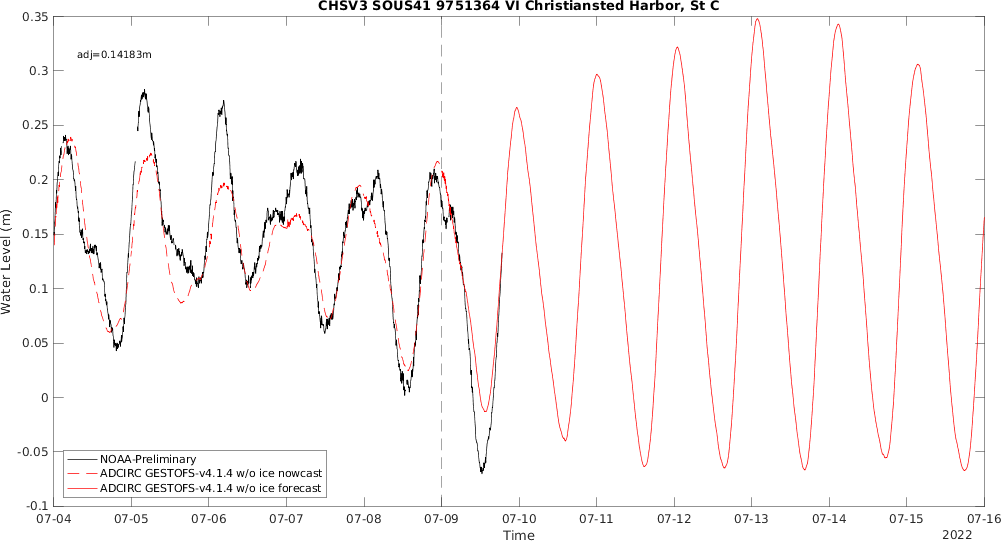 CHSV3 SOUS41 9751364 VI Christiansted Harbor, St C
0.35
adj=0.14183m
0.3
0.25
0.2
0.15
0.1
0.05
0
-0.05
-0.1
Water Level (m)
NOAA-Preliminary
ADCIRC GESTOFS-v4.1.4 w/o ice nowcast
ADCIRC GESTOFS-v4.1.4 w/o ice forecast
07-04 07-05 07-06 07-07 07-08 07-09 07-10 07-11 07-12 07-13 07-14 07-15 07-16
Time
2022